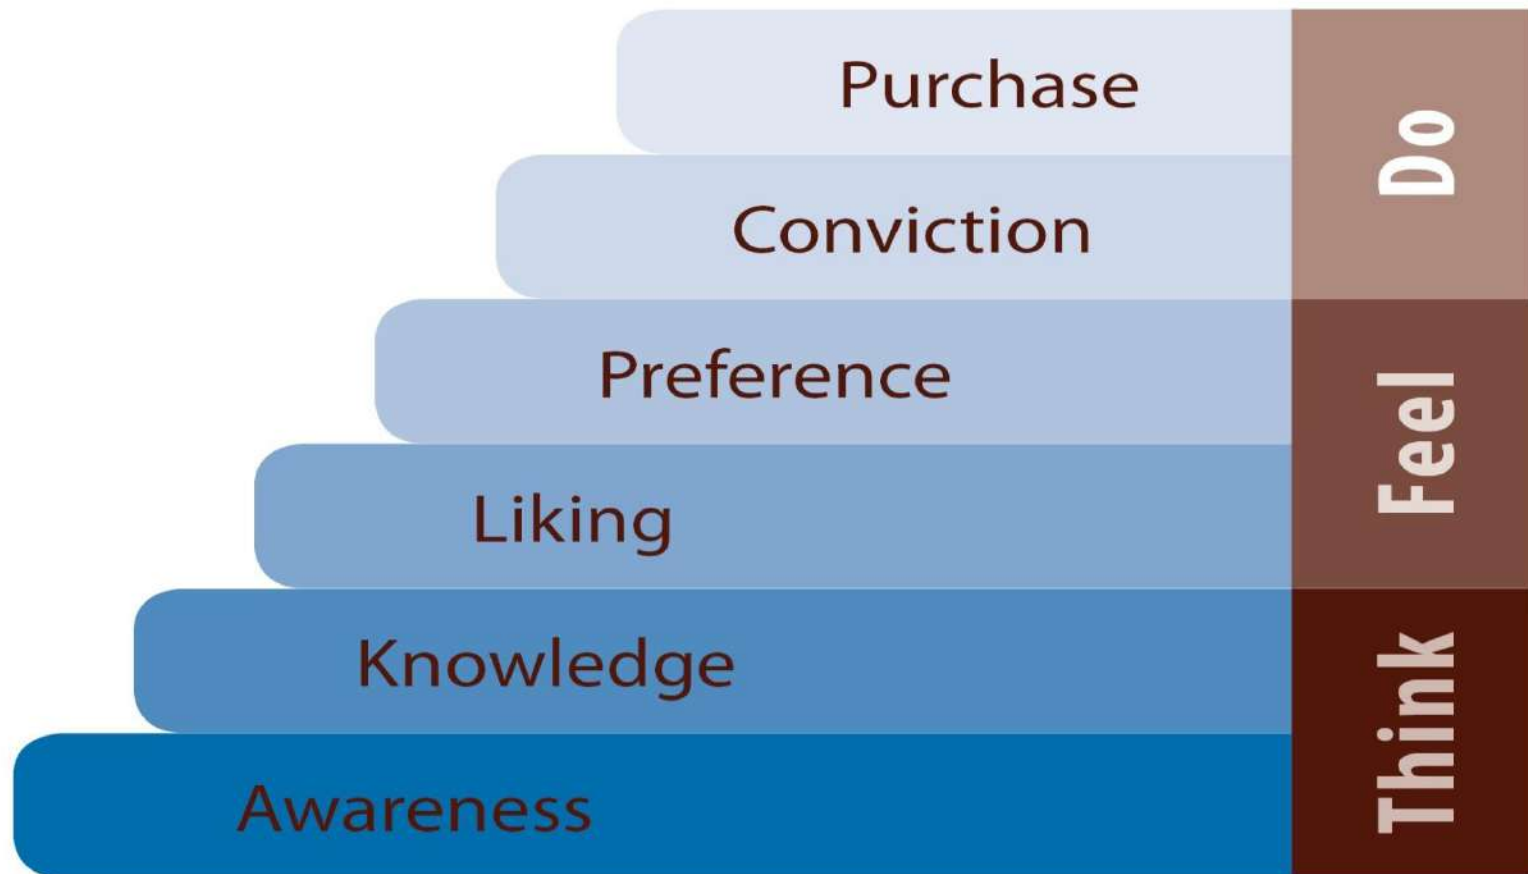 Purchase
Conviction
Preference
Liking
Knowledge
Awareness
Do
Feel
Think